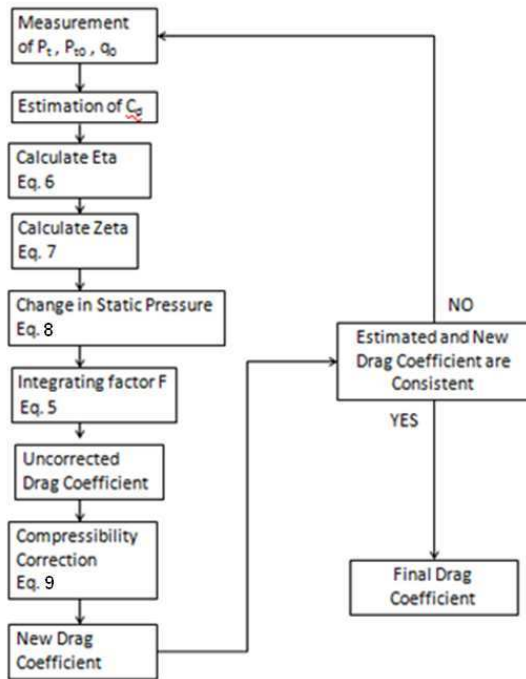 Measurement
of Pt , Pt0 , q0
Estimation of Cd
Calculate Eta
Eq. 6
Calculate Zeta
Eq. 7
Change in Static Pressure
Eq. 8
Integrating factor F
Eq. 5
Uncorrected
Drag Coefficient
Compressibility
Correction
Eq. 9
New Drag
Coefficient
NO
Estimated and New
Drag Coefficient are
Consistent
YES
Final Drag
Coefficient